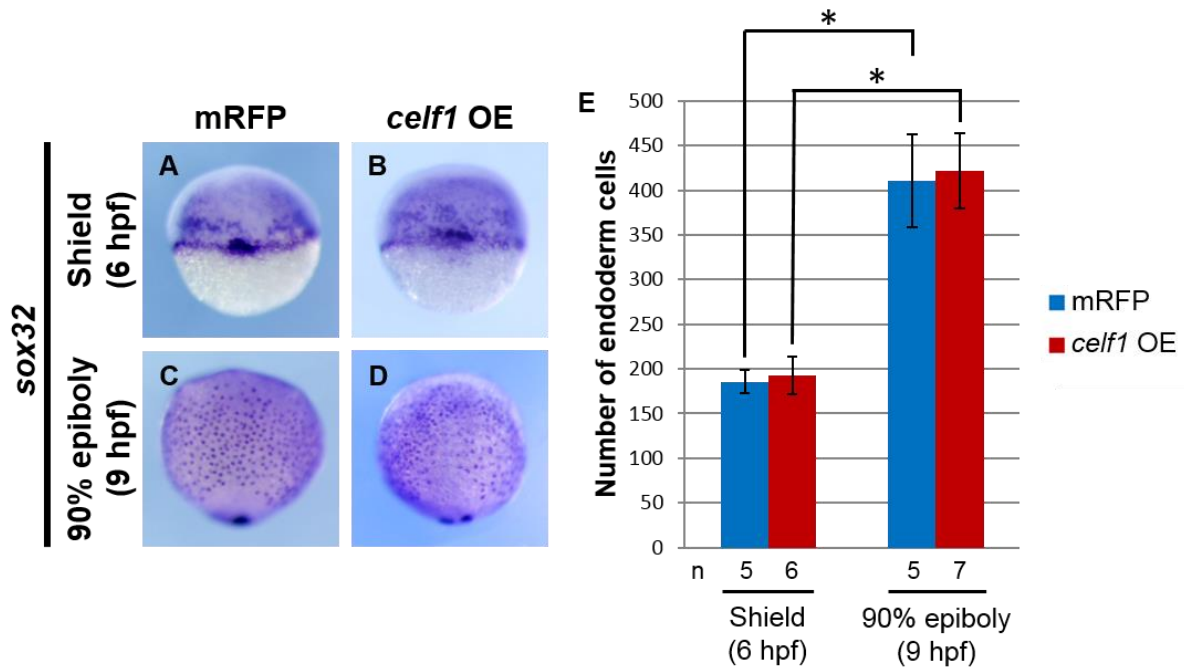 mRFP
celf1 OE
sox32
Shield
(6 hpf)
90% epiboly
(9 hpf)
A
B
C
D
E
*
*
Number of endoderm cells
500
450
400
350
300
250
200
150
100
50
0
n 5 6 5 7
Shield
(6 hpf)
90% epiboly
(9 hpf)
mRFP
celf1 OE